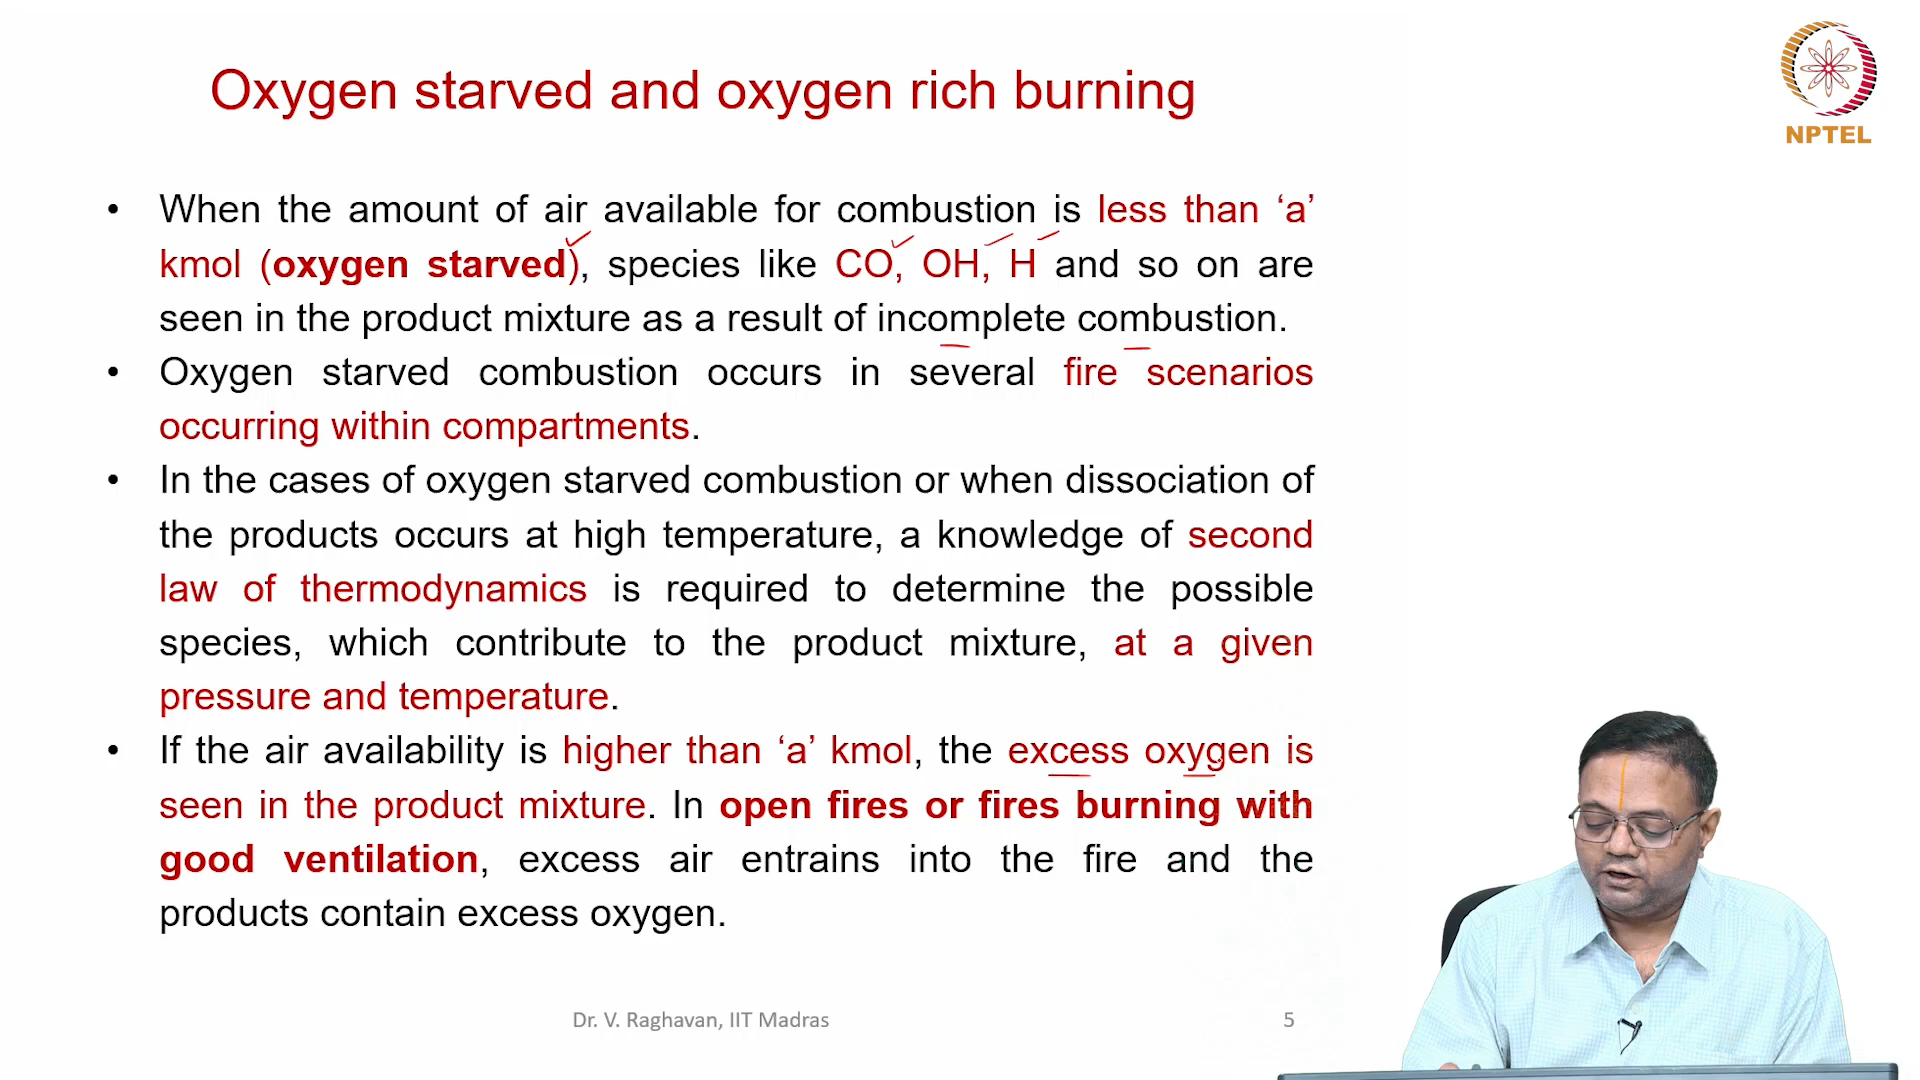 Oxygen starved and oxygen rich burning
NPTEL
• When the amount of air available for combustion is less than ‘a’
kmol (oxygen starved), species like CO, OH, H and so on are
seen in the product mixture as a result of incomplete combustion.
• Oxygen starved combustion occurs in several fire scenarios
occurring within compartments.
• In the cases of oxygen starved combustion or when dissociation of
the products occurs at high temperature, a knowledge of second
law of thermodynamics is required to determine the possible
species, which contribute to the product mixture, at a given
pressure and temperature.
• If the air availability is higher than ‘a’ kmol, the excess oxygen is
seen in the product mixture. In open fires or fires burning with
good ventilation, excess air entrains into the fire and the
products contain excess oxygen.
Dr. V. Raghavan, IIT Madras
5